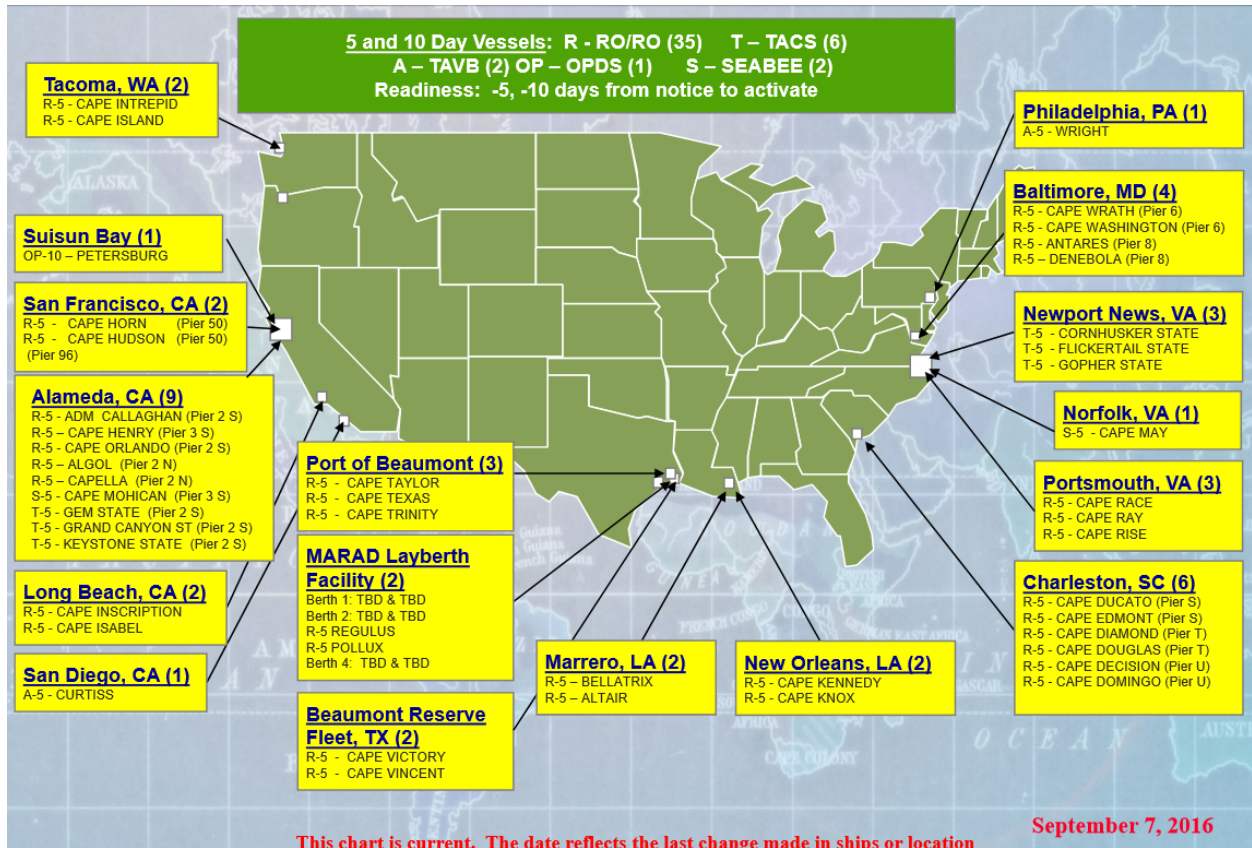 5 and 10 Day Vessels: R - RO/RO (35) T – TACS (6)
A – TAVB (2) OP – OPDS (1) S – SEABEE (2)
Readiness: -5, -10 days from notice to activate
Tacoma, WA (2)
R-5 - CAPE INTREPID
R-5 - CAPE ISLAND
Suisun Bay (1)
OP-10 – PETERSBURG
San Francisco, CA (2)
R-5 - CAPE HORN (Pier 50)
R-5 - CAPE HUDSON (Pier 50)
(Pier 96)
Alameda, CA (9)
R-5 - ADM CALLAGHAN (Pier 2 S)
R-5 – CAPE HENRY (Pier 3 S)
R-5 - CAPE ORLANDO (Pier 2 S)
R-5 – ALGOL (Pier 2 N)
R-5 – CAPELLA (Pier 2 N)
S-5 - CAPE MOHICAN (Pier 3 S)
T-5 - GEM STATE (Pier 2 S)
T-5 - GRAND CANYON ST (Pier 2 S)
T-5 - KEYSTONE STATE (Pier 2 S)
Long Beach, CA (2)
R-5 - CAPE INSCRIPTION
R-5 - CAPE ISABEL
San Diego, CA (1)
A-5 - CURTISS
Port of Beaumont (3)
R-5 - CAPE TAYLOR
R-5 - CAPE TEXAS
R-5 - CAPE TRINITY
MARAD Layberth
Facility (2)
Berth 1: TBD & TBD
Berth 2: TBD & TBD
R-5 REGULUS
R-5 POLLUX
Berth 4: TBD & TBD
Beaumont Reserve
Fleet, TX (2)
R-5 - CAPE VICTORY
R-5 - CAPE VINCENT
Marrero, LA (2)
R-5 – BELLATRIX
R-5 – ALTAIR
New Orleans, LA (2)
R-5 - CAPE KENNEDY
R-5 - CAPE KNOX
Philadelphia, PA (1)
A-5 - WRIGHT
Baltimore, MD (4)
R-5 - CAPE WRATH (Pier 6)
R-5 - CAPE WASHINGTON (Pier 6)
R-5 - ANTARES (Pier 8)
R-5 – DENEBOLA (Pier 8)
Newport News, VA (3)
T-5 - CORNHUSKER STATE
T-5 - FLICKERTAIL STATE
T-5 - GOPHER STATE
Norfolk, VA (1)
S-5 - CAPE MAY
Portsmouth, VA (3)
R-5 - CAPE RACE
R-5 - CAPE RAY
R-5 - CAPE RISE
Charleston, SC (6)
R-5 - CAPE DUCATO (Pier S)
R-5 - CAPE EDMONT (Pier S)
R-5 - CAPE DIAMOND (Pier T)
R-5 - CAPE DOUGLAS (Pier T)
R-5 - CAPE DECISION (Pier U)
R-5 - CAPE DOMINGO (Pier U)
ALASKA
GUINEA
FRENCH CONGO
GERMAN EAST AFRICA
CAPE COLONY
OCEAN
September 7, 2016
This chart is current. The date reflects the last change made in ships or location